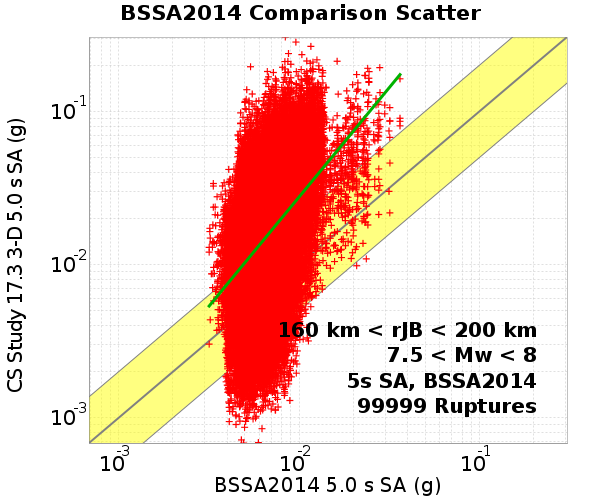 BSSA2014 Comparison Scatter
CS Study 17.3 3-D 5.0 s SA (g)
10-1
10-2
10-3
160 km < rJB < 200 km
7.5 < Mw < 8
5s SA, BSSA2014
99999 Ruptures
10-3 10-2 10-1
BSSA2014 5.0 s SA (g)